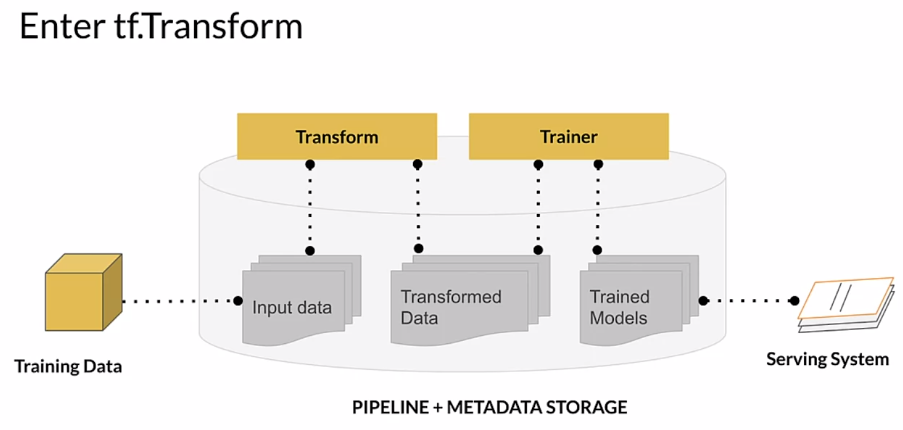 Enter tf.Transform
Transform
Trainer
Input data
Transformed
Data
Trained
Models
Training Data
Serving System
PIPELINE + METADATA STORAGE